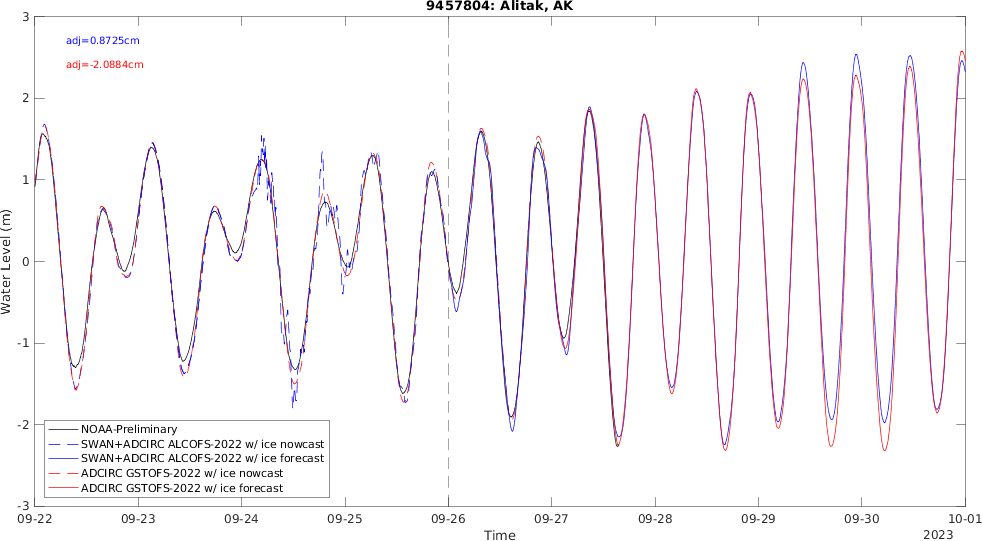 9457804: Alitak, AK
adj=0.8725cm
adj=-2.0884cm
3
2
1
0
-1
-2
-3
Water Level (m)
NOAA-Preliminary
SWAN+ADCIRC ALCOFS-2022 w/ ice nowcast
SWAN+ADCIRC ALCOFS-2022 w/ ice forecast
ADCIRC GSTOFS-2022 w/ ice nowcast
ADCIRC GSTOFS-2022 w/ ice forecast
09-22 09-23 09-24 09-25 09-26 09-27 09-28 09-29 09-30 10-01
Time
2023